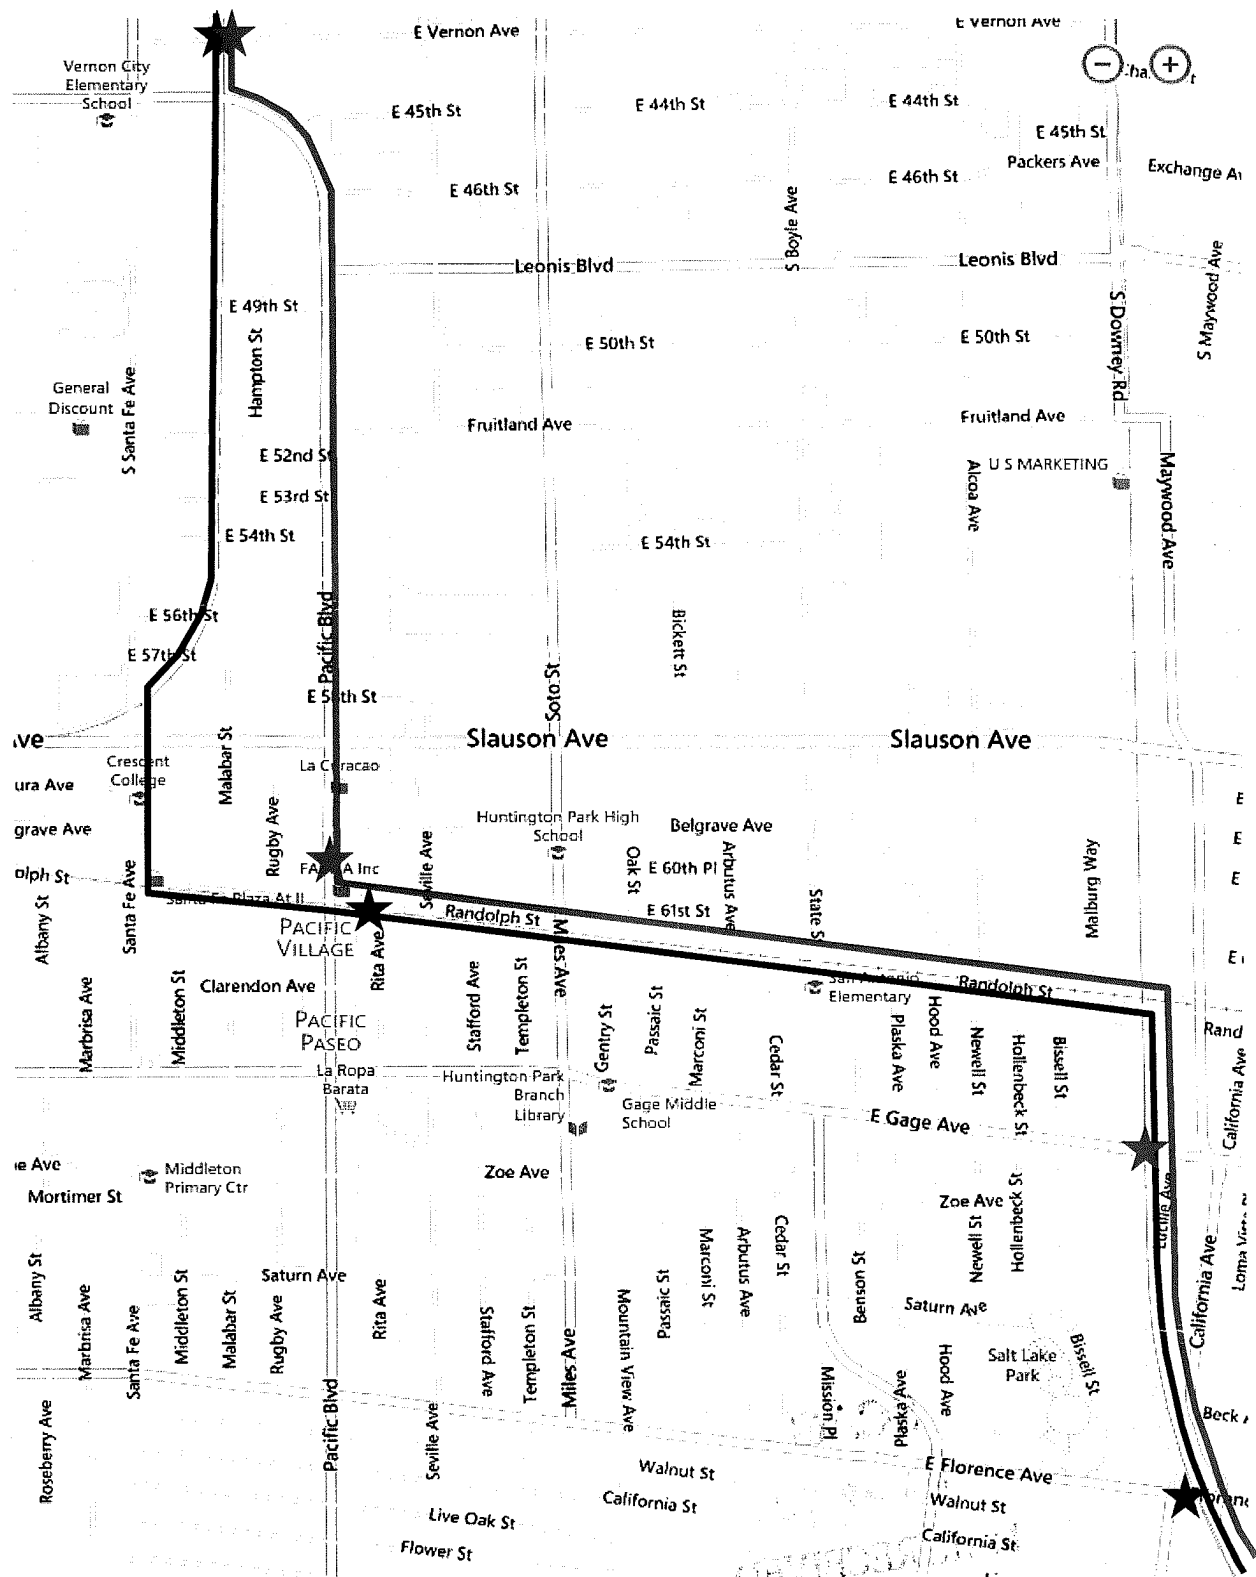 E Vernon Ave
E Vernon Ave
Vernon City
Elementary
School
E 45th St
E 44th St
E 44th St
E 45th St
Packers Ave
Exchange
E 46th St
E 46th St
S Boyle Ave
Leonis Blvd
Leonis Blvd
S Maywood Ave
E 49th St
Hampton St
E 50th St
E 50th St
S Downey Rd
General
Discount
S Santa Fe Ave
Fruitland Ave
Fruitland Ave
E 52nd St
U S MARKETING
Alcoa Ave
Maywood Ave
E 53rd St
E 54th St
E 54th St
E 56th St
Pacific Blvd
Bickett St
E 57th St
Soto St
ve
Slauson Ave
Slauson Ave
Crescent
College
Malabar St
La Curacao
ura Ave
grave Ave
Rugby Ave
Huntington Park High
School
Belgrave Ave
Malburg Way
Seville Ave
Oak St
E 60th Pl
Arbutus Ave
olph St
Albany St
Santa Fe Ave
Inc
Randolph St
E 61st St
State S
PACIFIC
VILLAGE
Rita Ave
Miles Ave
Randolph St
Elementary
Marbrisa Ave
Middleton St
Clarendon Ave
Stafford Ave
Templeton St
Gentry St
Passaic St
Marconi St
Cedar St
Plaska Ave
Hood Ave
Newell St
Hollenbeck St
Bissell St
Rand
California Ave
PACIFIC
PASEO
La Ropa
Barata
Huntington Park
Branch
Library
Gage Middle
School
E Gage Ave
e Ave
Mortimer St
Middleton
Primary Ctr
Zoe Ave
Zoe Ave
Lucille Ave
Albany St
Marbrisa Ave
Santa Fe Ave
Middleton St
Malabar St
Saturn Ave
Rugby Ave
Rita Ave
Stafford Ave
Templeton St
Miles Ave
Mountain View Ave
Passaic St
Marconi St
Arbutus Ave
Cedar St
Benson St
Newell St
Hollenbeck St
Saturn Ave
California Ave
Salt Lake
Park
Bissell St
Hood Ave
Plaska Ave
Mission Pl
Beck
Roseberry Ave
Pacific Blvd
Seville Ave
E Florence Ave
Walnut St
California St
Walnut St
California St
Live Oak St
Flower St